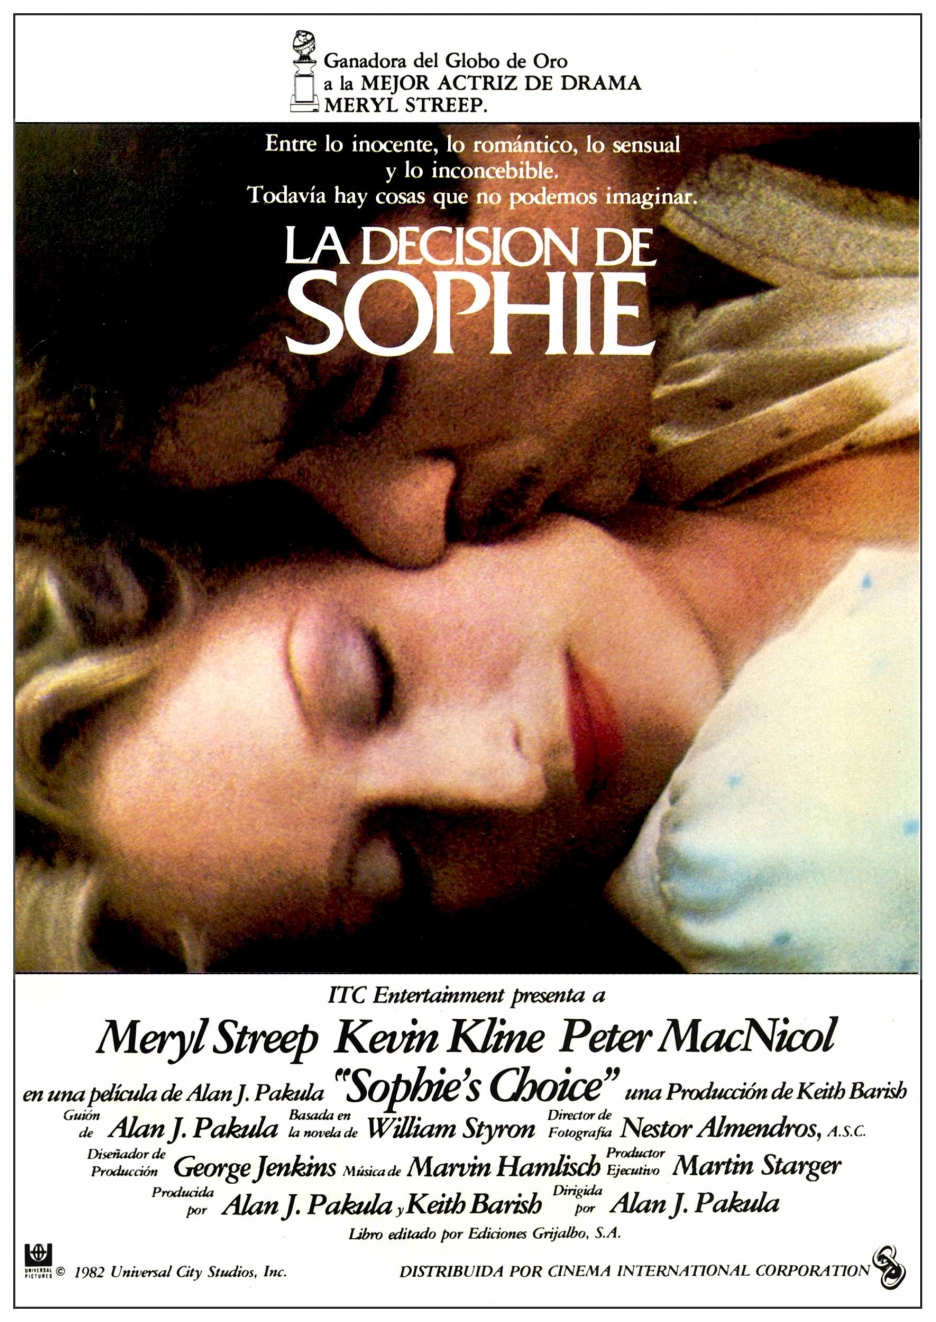 Ganadora del Globo de Oro
a la MEJOR ACTRIZ DE DRAMA
MERYL STREEP.
Entre lo inocente, lo romántico, lo sensual
y lo inconcebible.
Todavía hay cosas que no podemos imaginar.
LA DECISION DE
SOPHIE
ITC Entertainment presenta a
Meryl Streep Kevin Kline Peter MacNicol
en una película de Alan J. Pakula "Sophie's Choice" una Producción de Keith Barish
Guión de Alan J. Pakula Basada en la novela de William Styron Director de Fotografía Nestor Almendros, A.S.C.
Diseñador de Producción George Jenkins Música de Marvin Hamlisch Productor Ejecutivo Martin Starger
Producida por Alan J. Pakula y Keith Barish Dirigida por Alan J. Pakula
Libro editado por Ediciones Grijalbo, S.A.
UNIVERSAL PICTURES © 1982 Universal City Studios, Inc. DISTRIBUIDA POR CINEMA INTERNATIONAL CORPORATION